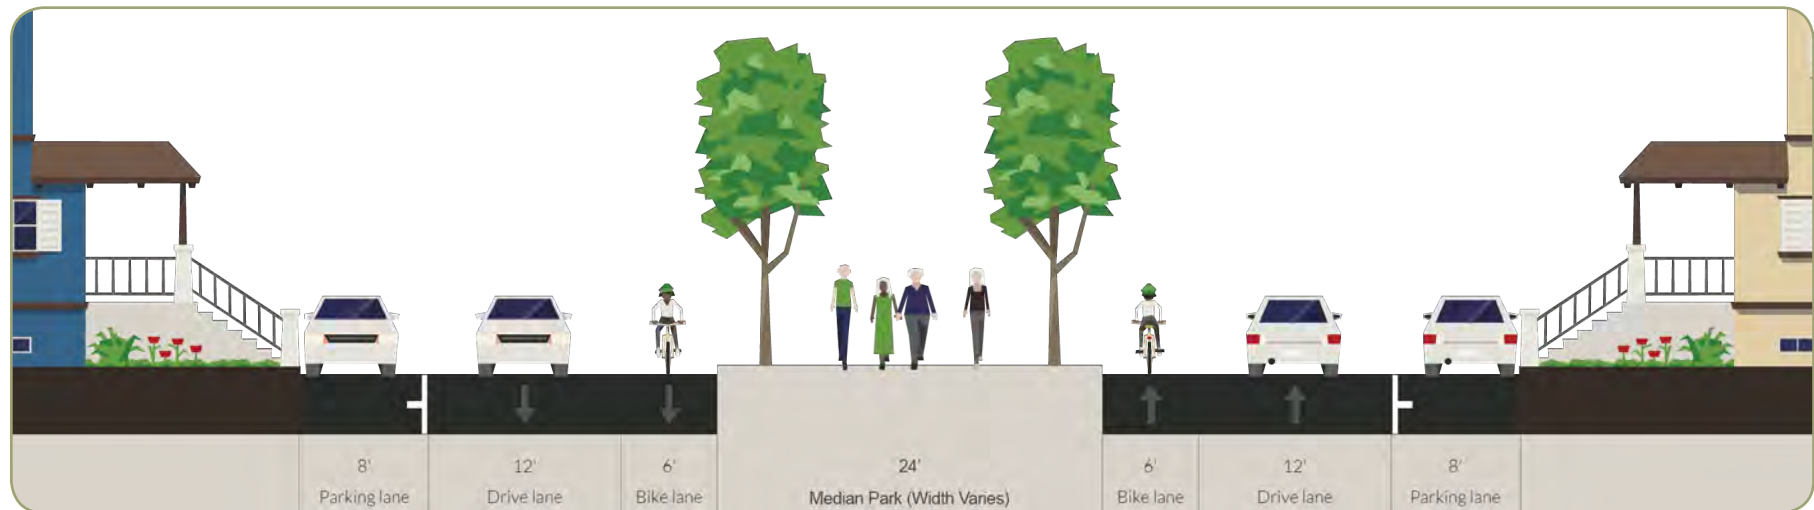 8' 12' 6' 24' 6' 12' 8'
Parking lane Drive lane Bike lane Median Park (Width Varies) Bike lane Drive lane Parking lane